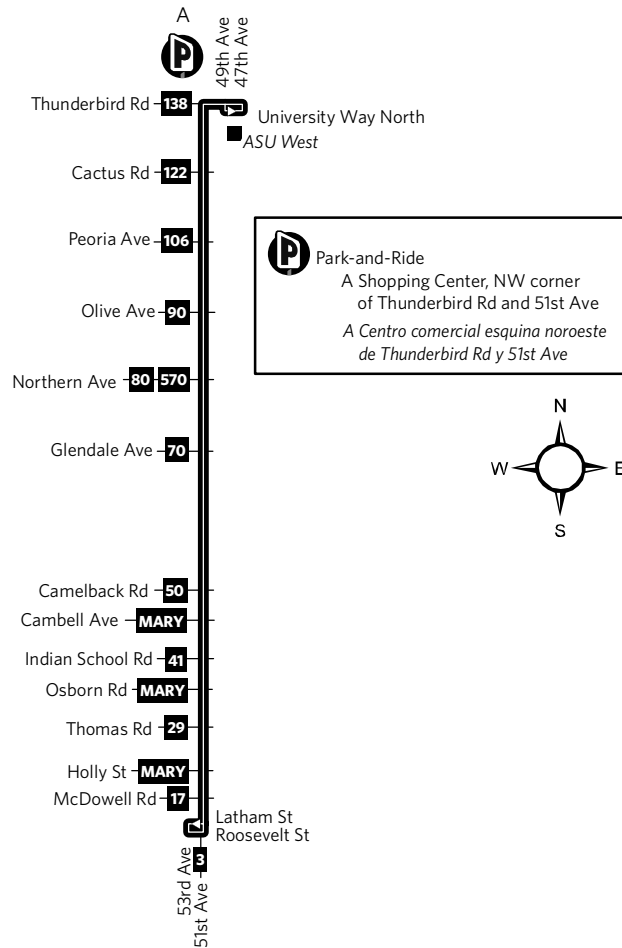 A
49th Ave
47th Ave
Thunderbird Rd 138
University Way North
ASU West
Cactus Rd 122
Peoria Ave 106
P Park-and-Ride
A Shopping Center, NW corner
of Thunderbird Rd and 51st Ave
A Centro comercial esquina noroeste
de Thunderbird Rd y 51st Ave
Olive Ave 90
Northern Ave 80 570
Glendale Ave 70
N
W E
S
Camelback Rd 50
Cambell Ave MARY
Indian School Rd 41
Osborn Rd MARY
Thomas Rd 29
Holly St MARY
McDowell Rd 17
Latham St
Roosevelt St
3
53rd Ave
51st Ave